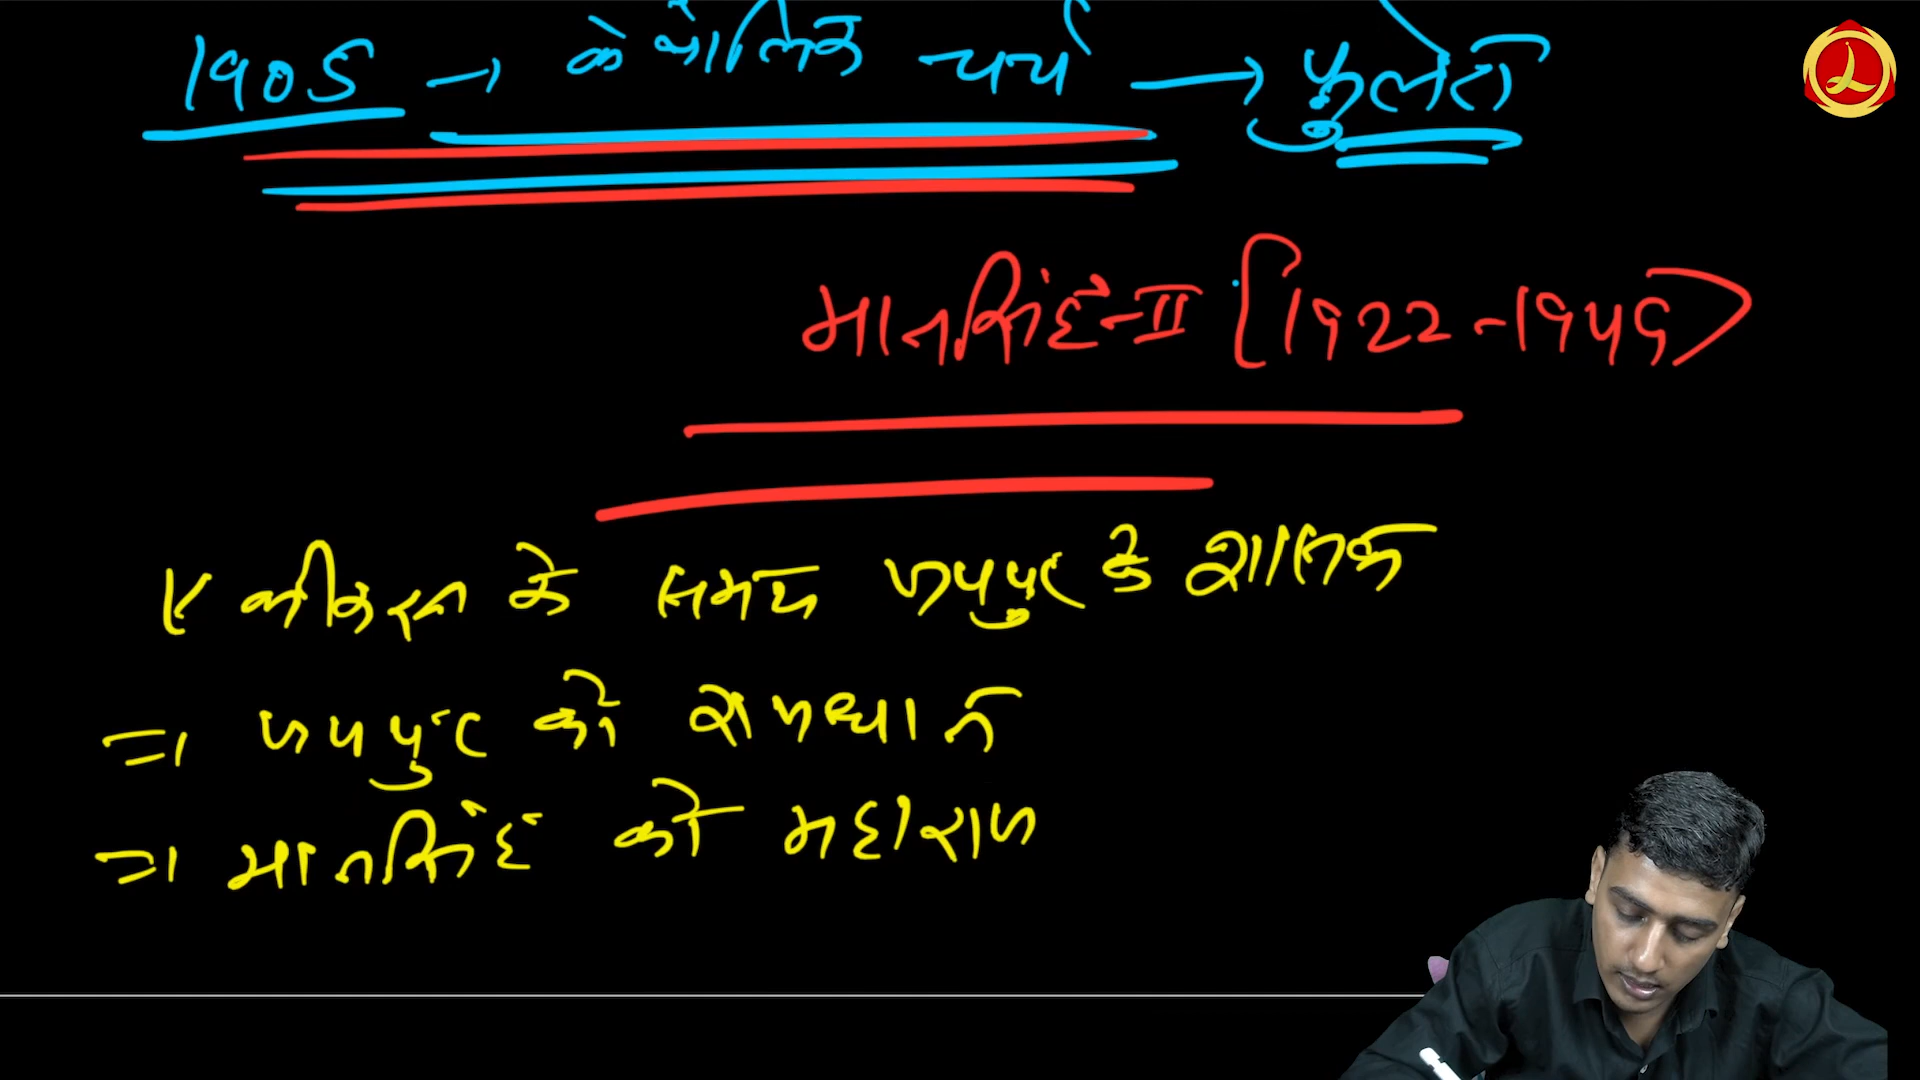 1905 → केथोलिक चर्च → फुलेरा
मानसिंह-II [1922-1949)
एकीकरण के समय जयपुर के शासक
⇒ जयपुर को राजधानी
⇒ मानसिंह को महाराज